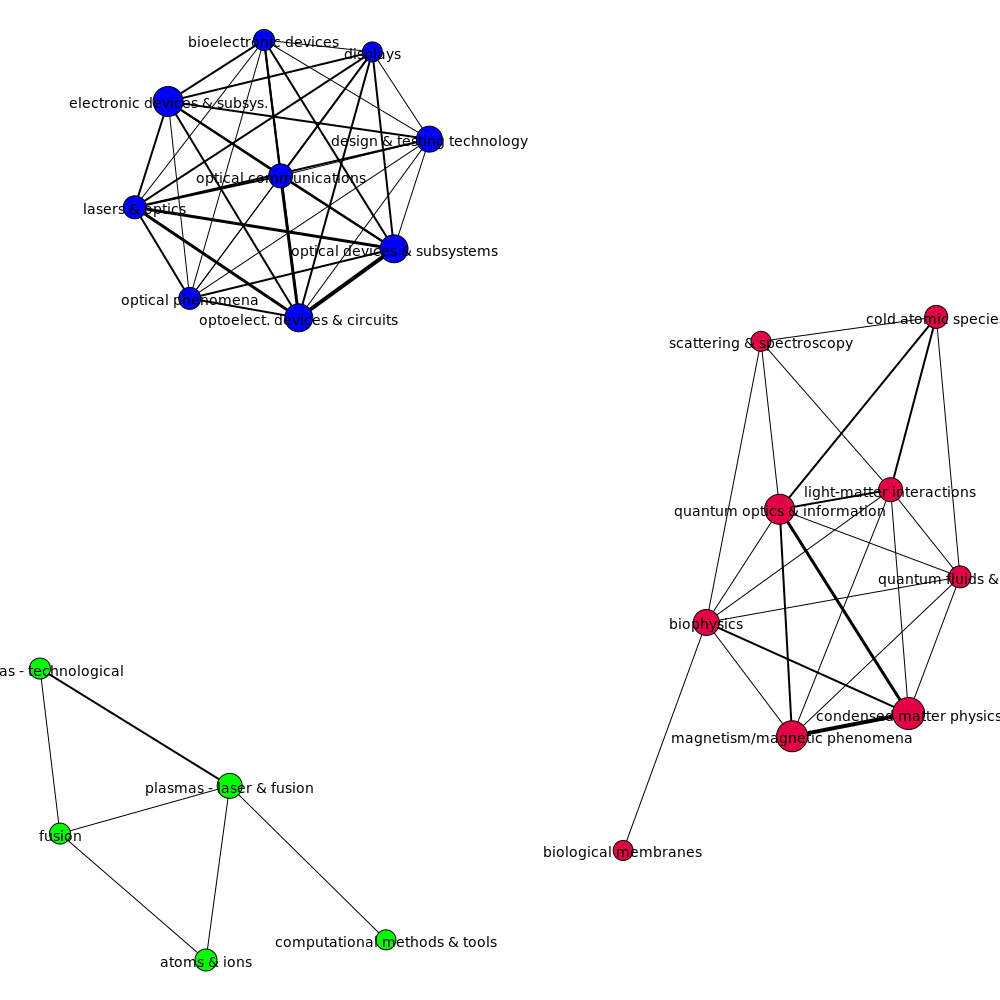 bioelectronic devices
displays
electronic devices & subsys.
design & testing technology
optical communications
lasers & optics
optical devices & subsystems
optical phenomena
optoelect. devices & circuits
cold atomic specie
scattering & spectroscopy
light-matter interactions
quantum optics & information
quantum fluids &
biophysics
condensed matter physics
magnetism/magnetic phenomena
as - technological
plasmas - laser & fusion
fusion
biological membranes
computational methods & tools
atoms & ions